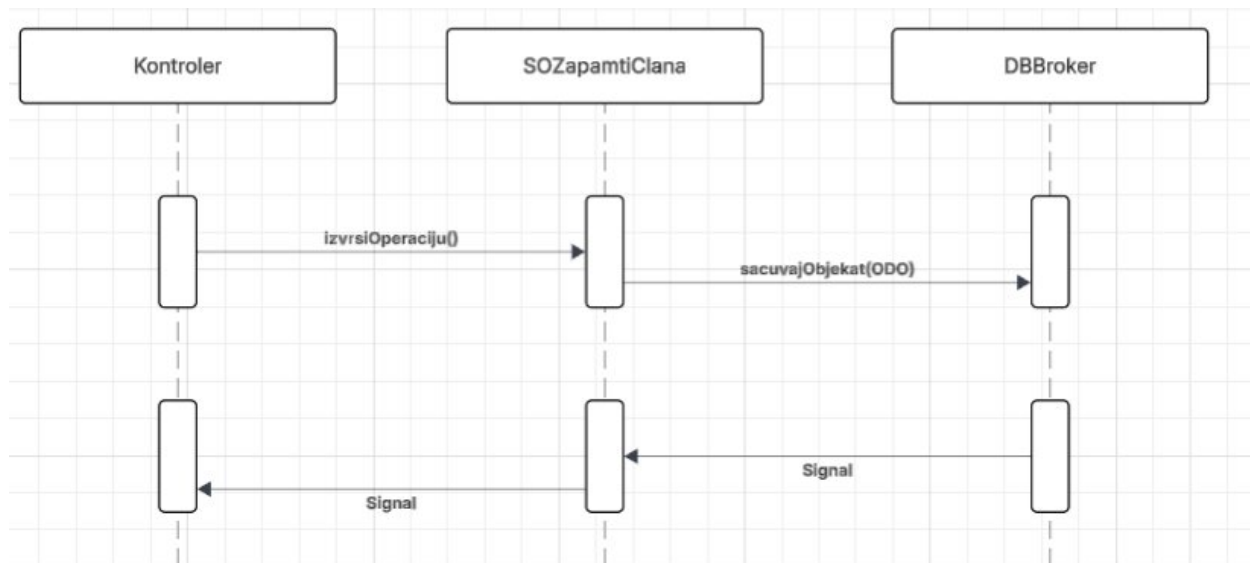 Kontroler
SOZapamtiClana
DBBroker
izvrsiOperaciju()
sacuvajObjekat(ODO)
Signal
Signal